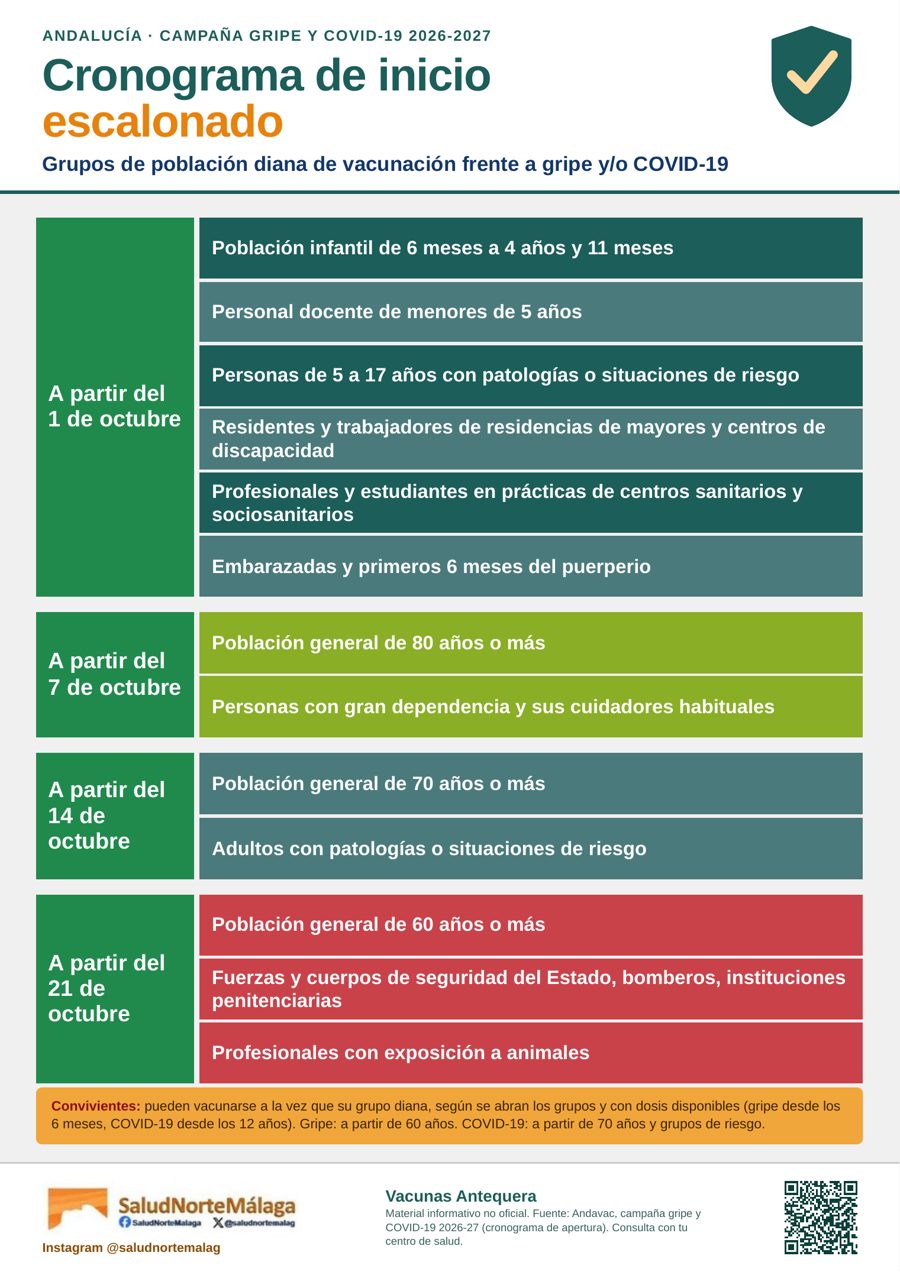 ANDALUCÍA · CAMPAÑA GRIPE Y COVID-19 2026-2027
Cronograma de inicio
escalonado
Grupos de población diana de vacunación frente a gripe y/o COVID-19
A partir del
1 de octubre
Población infantil de 6 meses a 4 años y 11 meses
Personal docente de menores de 5 años
Personas de 5 a 17 años con patologías o situaciones de riesgo
Residentes y trabajadores de residencias de mayores y centros de
discapacidad
Profesionales y estudiantes en prácticas de centros sanitarios y
sociosanitarios
Embarazadas y primeros 6 meses del puerperio
A partir del
7 de octubre
Población general de 80 años o más
Personas con gran dependencia y sus cuidadores habituales
A partir del
14 de
octubre
Población general de 70 años o más
Adultos con patologías o situaciones de riesgo
A partir del
21 de
octubre
Población general de 60 años o más
Fuerzas y cuerpos de seguridad del Estado, bomberos, instituciones
penitenciarias
Profesionales con exposición a animales
Convivientes: pueden vacunarse a la vez que su grupo diana, según se abran los grupos y con dosis disponibles (gripe desde los
6 meses, COVID-19 desde los 12 años). Gripe: a partir de 60 años. COVID-19: a partir de 70 años y grupos de riesgo.
SaludNorteMálaga
SaludNorteMalaga @saludnortemalag
Instagram @saludnortemalag
Vacunas Antequera
Material informativo no oficial. Fuente: Andavac, campaña gripe y
COVID-19 2026-27 (cronograma de apertura). Consulta con tu
centro de salud.